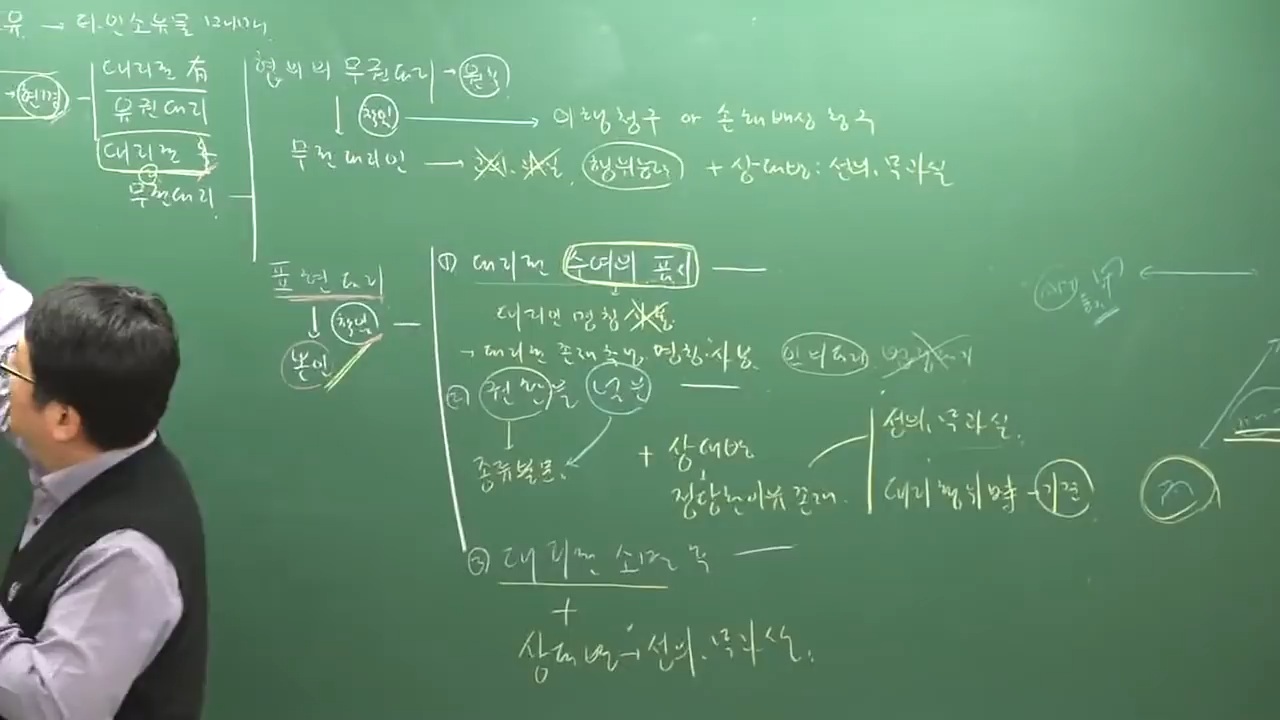 유 → 타인소유물
현명
대리권 有
유권대리
대리권 无
무권대리
협의의 무권대리 → 원칙
↓ 책임 → 이행청구 or 손해배상청구
무권대리인 → 행위능력 + 상대방: 선의.무과실
표현대리
↓ 책임
본인
① 대리권 수여의 표시
대리인 명칭
→ 대리권 존재 추단. 명칭.사용
② 권한을 넘은
종류불문.
+ 상대방
정당한 이유 존재.
선의.무과실.
대리행위 時 → 기준
③ 대리권 소멸 후
+
상대방 → 선의.무과실.